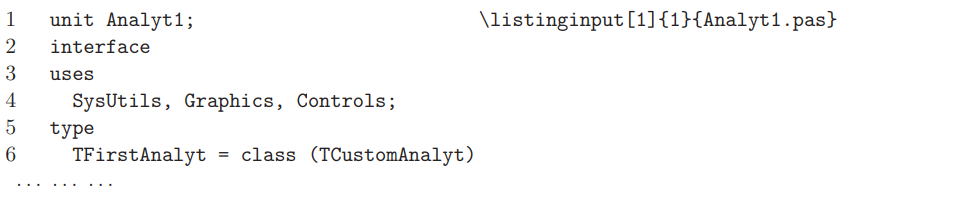 1 unit Analyt1; \listinginput[1]{1}{Analyt1.pas}
2 interface
3 uses
4 SysUtils, Graphics, Controls;
5 type
6 TFirstAnalyt = class (TCustomAnalyt)
... ... ...